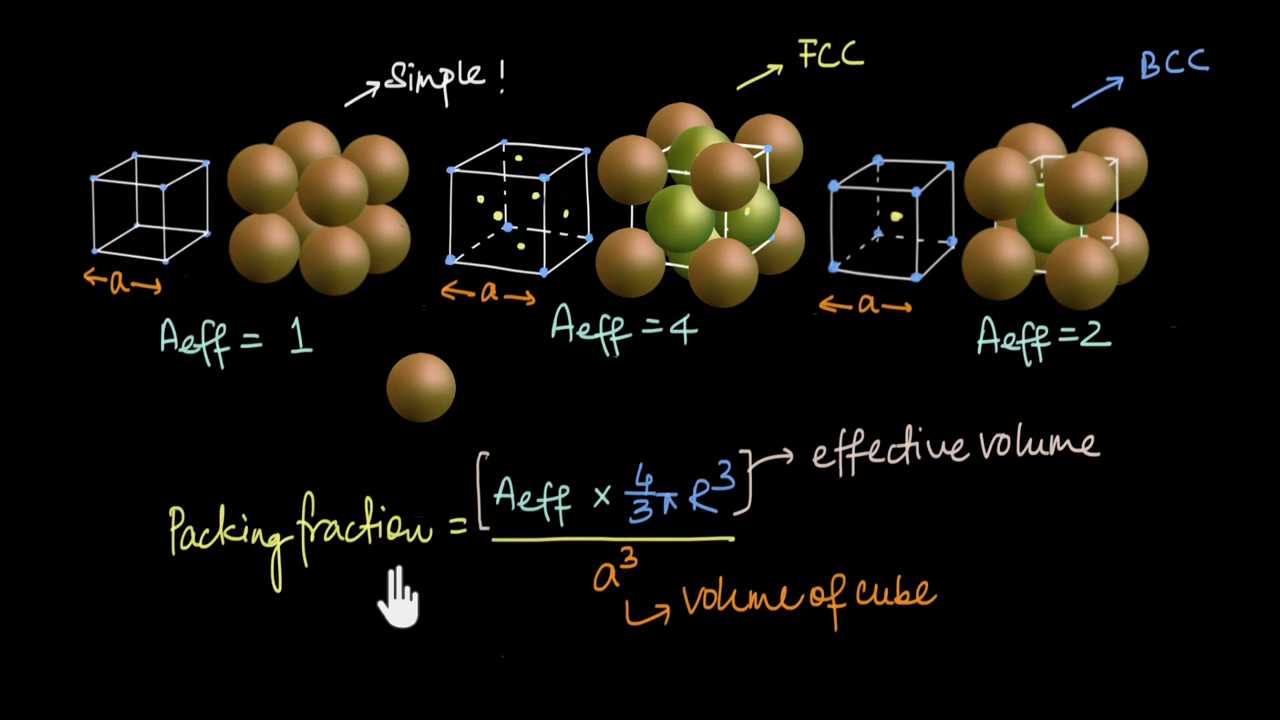 Simple!
FCC
BCC
a
a
a
Aeff = 1
Aeff = 4
Aeff = 2
Packing fraction = [Aeff × 4/3 π R³] → effective volume
a³
volume of cube